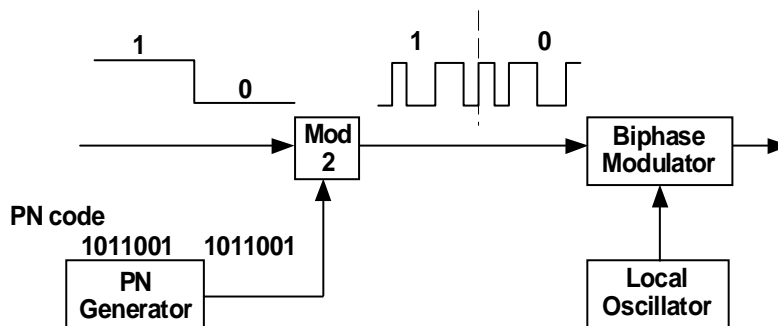 1
0
1
0
Mod
2
Biphase
Modulator
PN code
1011001 1011001
PN
Generator
Local
Oscillator